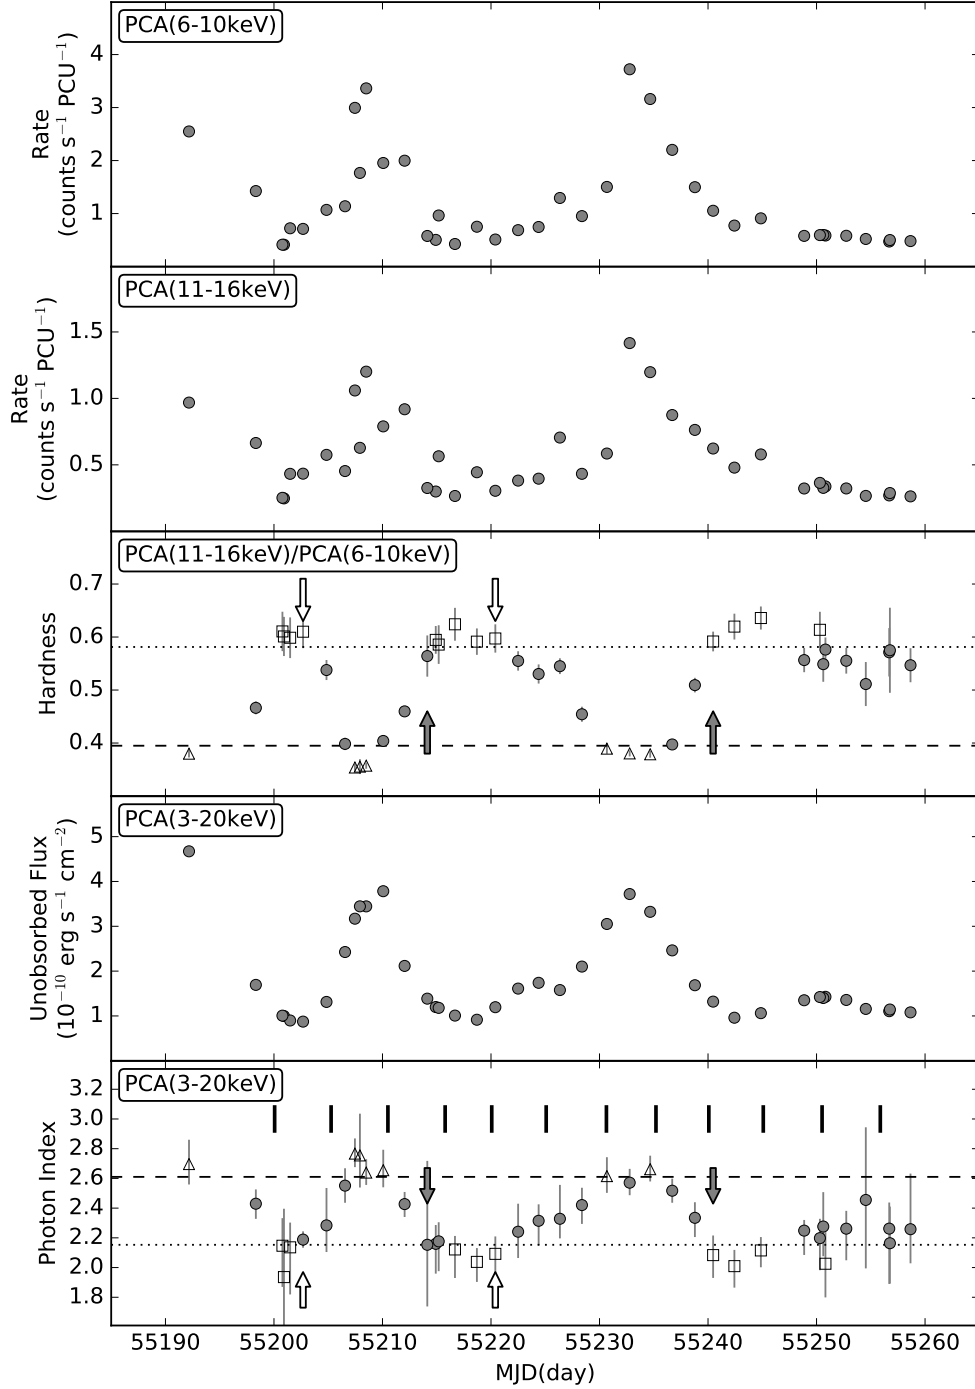 PCA(6-10keV)
4
3
2
1
Rate
(counts s⁻¹ PCU⁻¹)
PCA(11-16keV)
1.5
1.0
0.5
Rate
(counts s⁻¹ PCU⁻¹)
PCA(11-16keV)/PCA(6-10keV)
0.7
0.6
0.5
0.4
Hardness
PCA(3-20keV)
5
4
3
2
1
Unobsorbed Flux
(10⁻¹⁰ erg s⁻¹ cm⁻²)
PCA(3-20keV)
3.2
3.0
2.8
2.6
2.4
2.2
2.0
1.8
Photon Index
55190 55200 55210 55220 55230 55240 55250 55260
MJD(day)